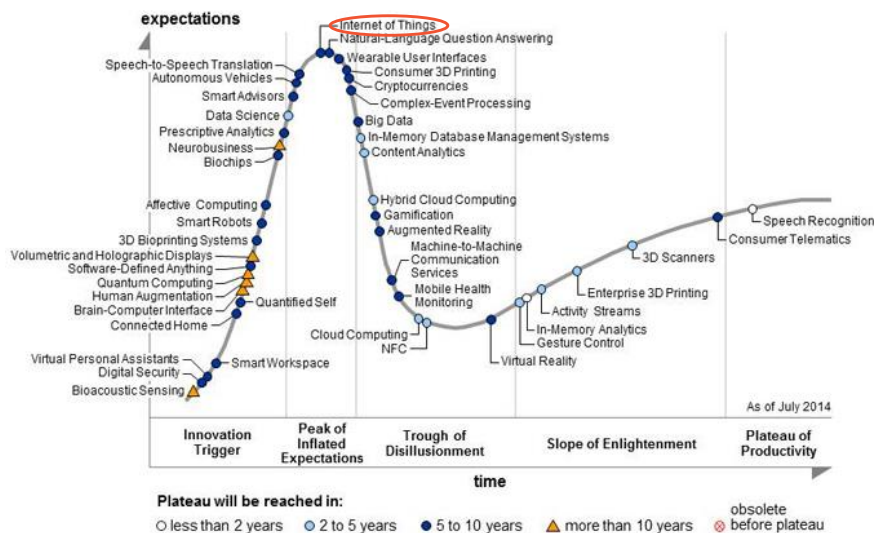 expectations
Internet of Things
Natural-Language Question Answering
Wearable User Interfaces
Speech-to-Speech Translation
Consumer 3D Printing
Autonomous Vehicles
Cryptocurrencies
Smart Advisors
Complex-Event Processing
Data Science
Big Data
Prescriptive Analytics
In-Memory Database Management Systems
Neurobusiness
Content Analytics
Biochips
Hybrid Cloud Computing
Affective Computing
Gamification
Speech Recognition
Smart Robots
Augmented Reality
Consumer Telematics
3D Bioprinting Systems
Machine-to-Machine
Communication
Services
Volumetric and Holographic Displays
3D Scanners
Software-Defined Anything
Quantum Computing
Mobile Health
Monitoring
Enterprise 3D Printing
Human Augmentation
Quantified Self
Brain-Computer Interface
Activity Streams
Connected Home
Cloud Computing
In-Memory Analytics
NFC
Gesture Control
Virtual Personal Assistants
Smart Workspace
Virtual Reality
Digital Security
Bioacoustic Sensing
As of July 2014
Innovation
Trigger
Peak of
Inflated
Expectations
Trough of
Disillusionment
Slope of Enlightenment
Plateau of
Productivity
time
Plateau will be reached in:
less than 2 years
2 to 5 years
5 to 10 years
more than 10 years
obsolete
before plateau